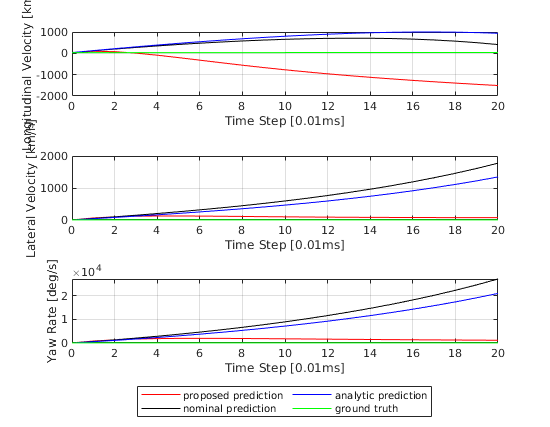 Longitudinal Velocity [km
1000
0
-1000
-2000
0 2 4 6 8 10 12 14 16 18 20
Time Step [0.01ms]
Lateral Velocity [km/s]
2000
1000
0
0 2 4 6 8 10 12 14 16 18 20
Time Step [0.01ms]
Yaw Rate [deg/s]
×10⁴
2
1
0
0 2 4 6 8 10 12 14 16 18 20
Time Step [0.01ms]
proposed prediction analytic prediction
nominal prediction ground truth